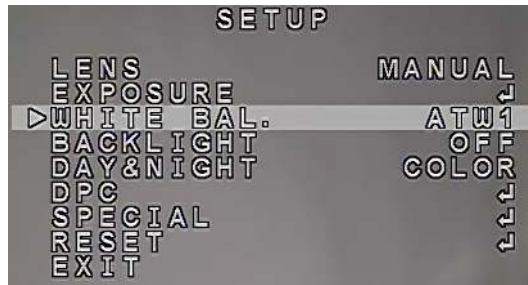 SETUP
LENS MANUAL
EXPOSURE ↲
▷WHITE BAL. ATW1
BACKLIGHT OFF
DAY&NIGHT COLOR
DPC ↲
SPECIAL ↲
RESET ↲
EXIT